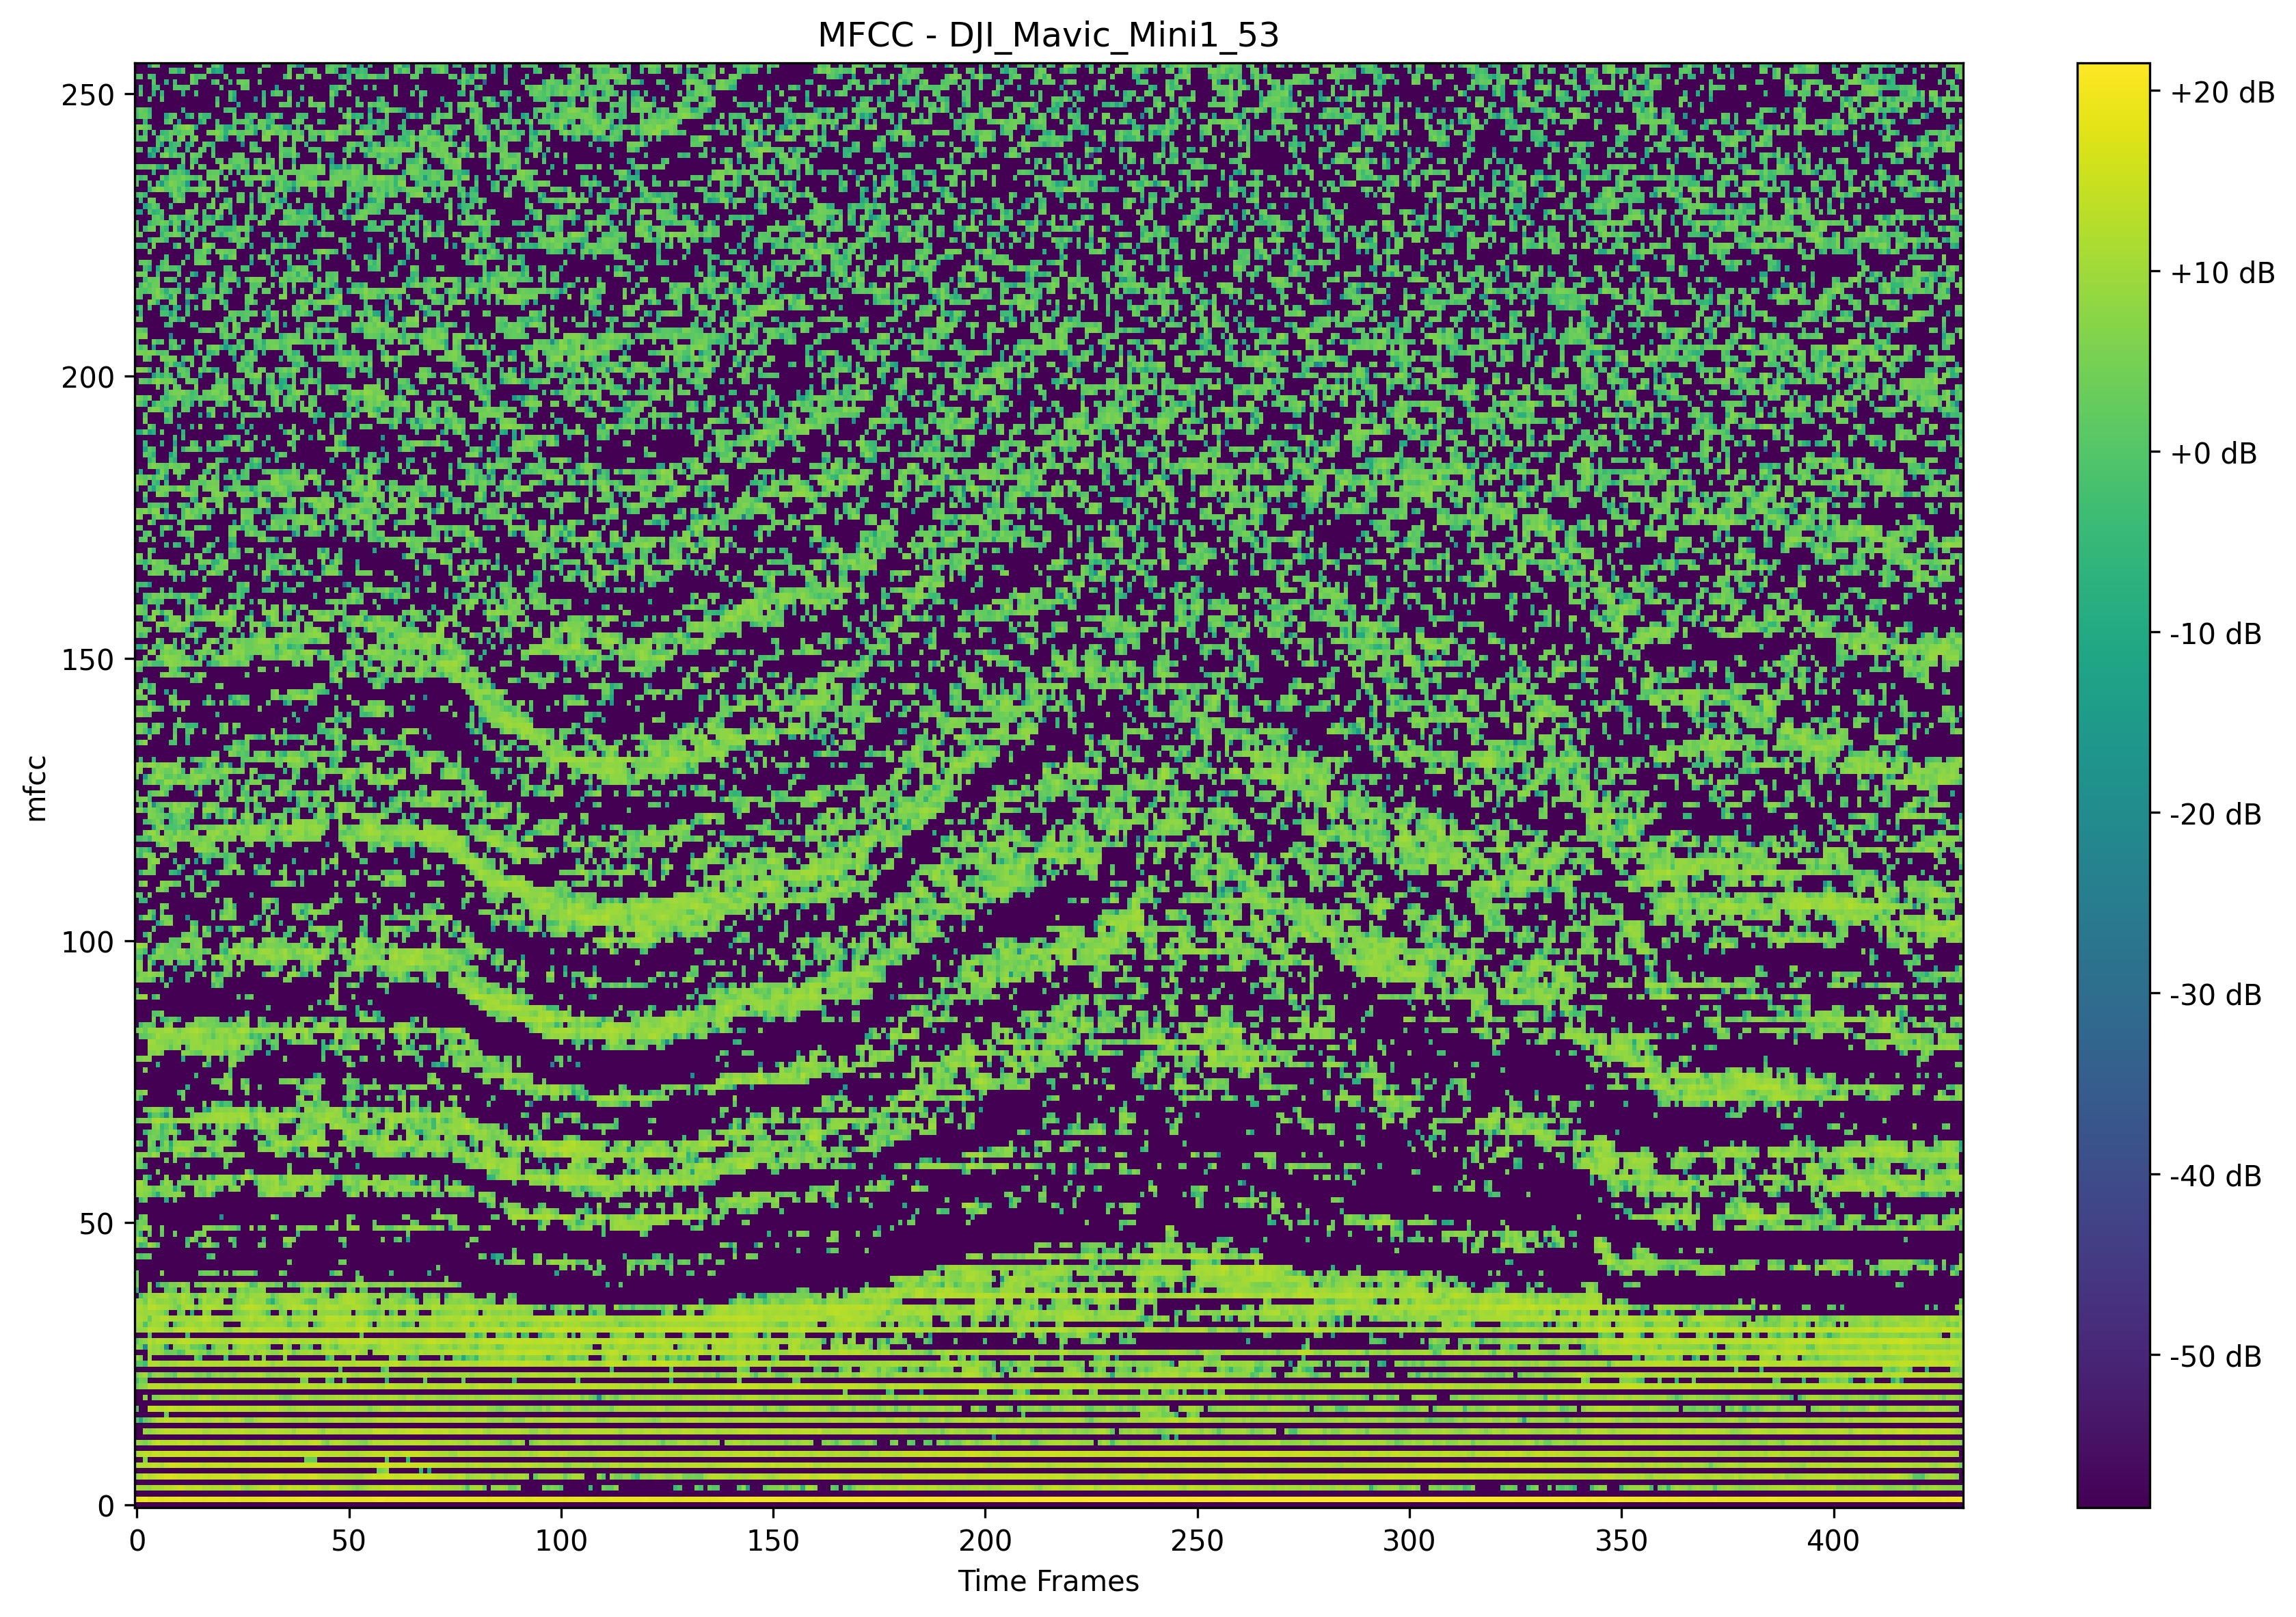 MFCC - DJI_Mavic_Mini1_53
250
200
150
100
50
0
mfcc
0 50 100 150 200 250 300 350 400
Time Frames
+20 dB
+10 dB
+0 dB
-10 dB
-20 dB
-30 dB
-40 dB
-50 dB